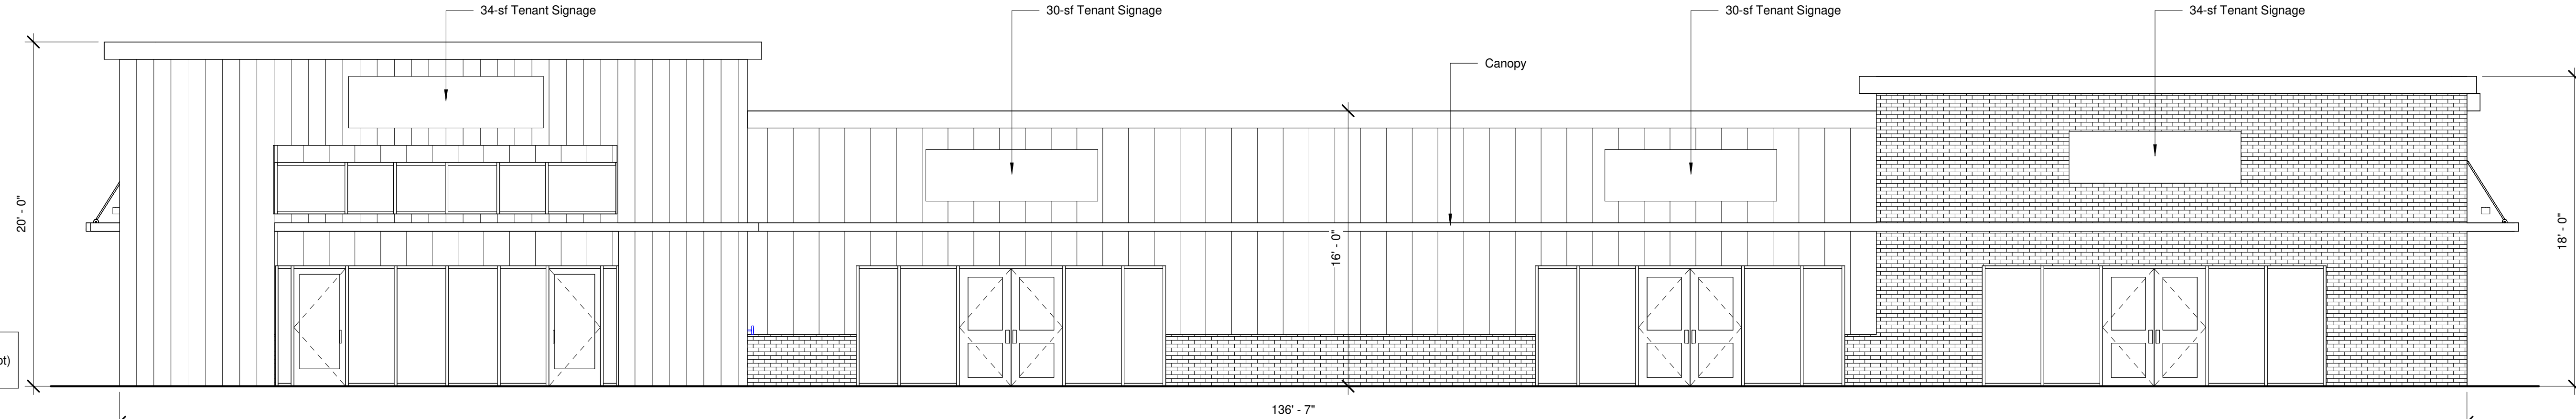 34-sf Tenant Signage
30-sf Tenant Signage
30-sf Tenant Signage
34-sf Tenant Signage
Canopy
20' - 0"
16' - 0"
18' - 0"
136' - 7"